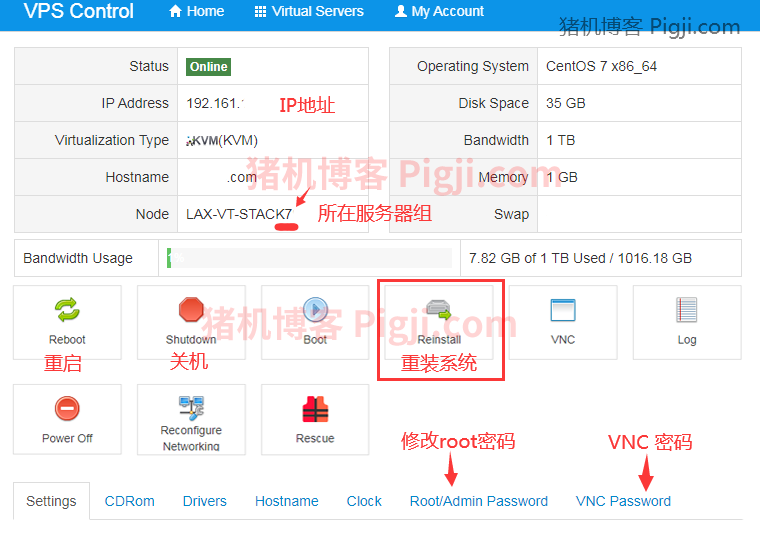 VPS Control
Home
Virtual Servers
My Account
猪机博客 Pigji.com
Status
Online
Operating System
CentOS 7 x86_64
IP Address
192.161.
IP地址
Disk Space
35 GB
Virtualization Type
KVM(KVM)
Bandwidth
1 TB
Hostname
.com
猪机博客 Pigji.com
Memory
1 GB
Node
LAX-VT-STACK7
所在服务器组
Swap
Bandwidth Usage
7.82 GB of 1 TB Used / 1016.18 GB
猪机博客 Pigji.com
Reboot
Shutdown
Boot
Reinstall
VNC
Log
重启
关机
重装系统
Power Off
Reconfigure
Networking
Rescue
修改root密码
VNC 密码
Settings
CDRom
Drivers
Hostname
Clock
Root/Admin Password
VNC Password